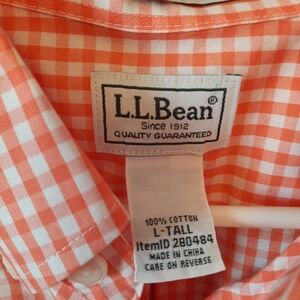 L.L.Bean®
Since 1912
QUALITY GUARANTEED
100% COTTON
L-TALL
ItemID 280484
MADE IN CHINA
CARE ON REVERSE